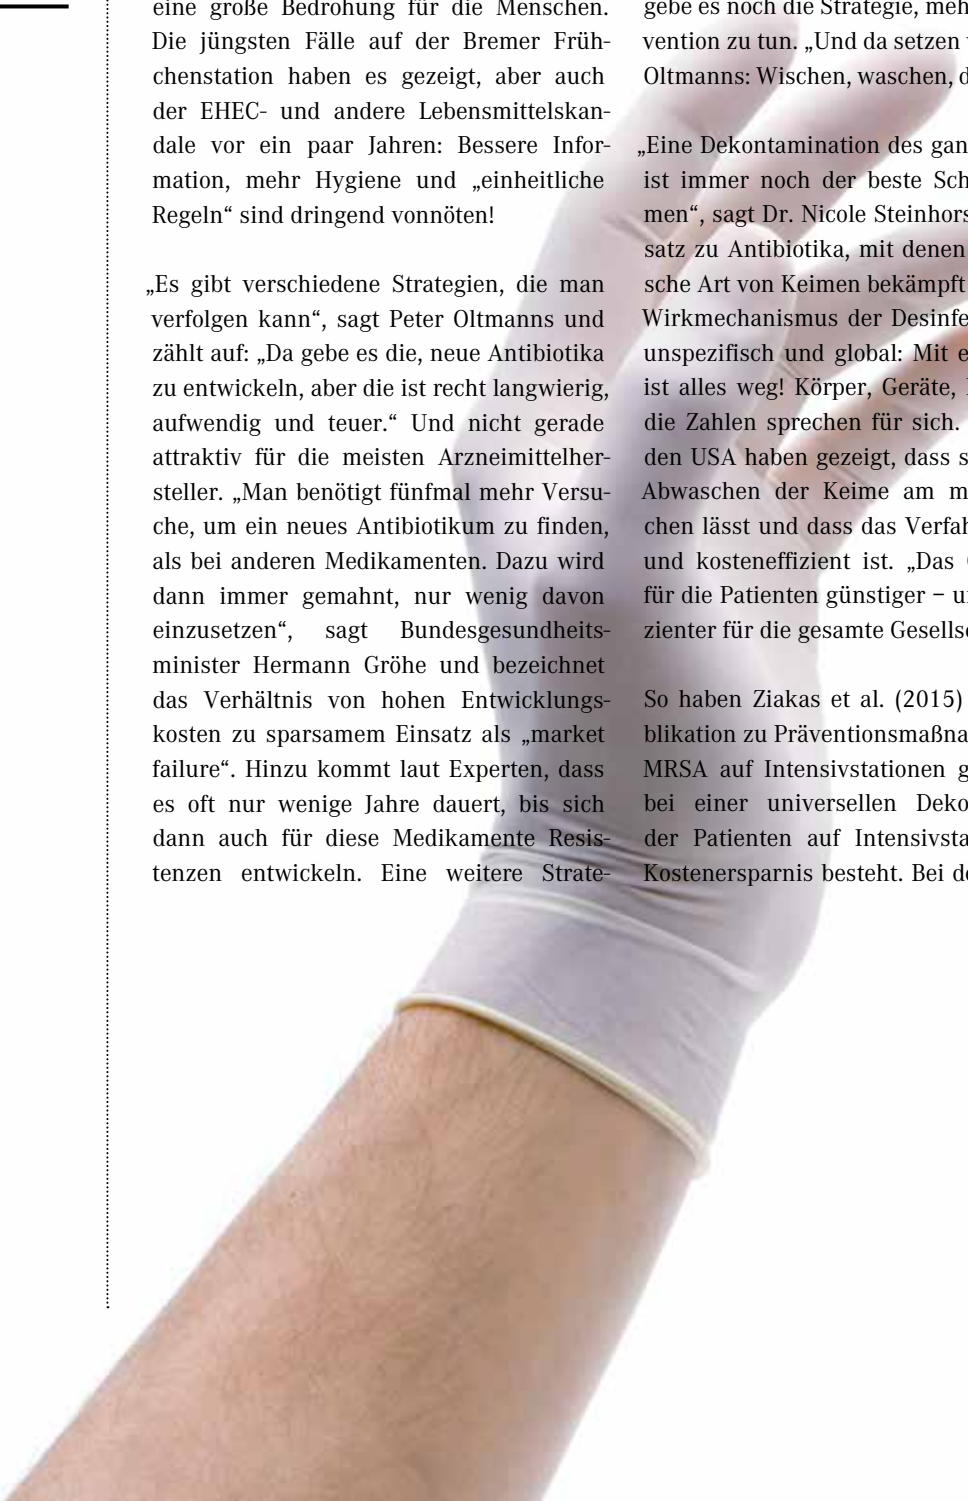 eine große Bedrohung für die Menschen.
Die jüngsten Fälle auf der Bremer Früh-
chenstation haben es gezeigt, aber auch
der EHEC- und andere Lebensmittelskan-
dale vor ein paar Jahren: Bessere Infor-
mation, mehr Hygiene und „einheitliche
Regeln“ sind dringend vonnöten!
„Es gibt verschiedene Strategien, die man
verfolgen kann“, sagt Peter Oltmanns und
zählt auf: „Da gebe es die, neue Antibiotika
zu entwickeln, aber die ist recht langwierig,
aufwendig und teuer.“ Und nicht gerade
attraktiv für die meisten Arzneimittelher-
steller. „Man benötigt fünfmal mehr Versu-
che, um ein neues Antibiotikum zu finden,
als bei anderen Medikamenten. Dazu wird
dann immer gemahnt, nur wenig davon
einzusetzen“, sagt Bundesgesundheits-
minister Hermann Gröhe und bezeichnet
das Verhältnis von hohen Entwicklungs-
kosten zu sparsamem Einsatz als „market
failure“. Hinzu kommt laut Experten, dass
es oft nur wenige Jahre dauert, bis sich
dann auch für diese Medikamente Resis-
tenzen entwickeln. Eine weitere Strate-
gebe es noch die Strategie, meh
vention zu tun. „Und da setzen
Oltmanns: Wischen, waschen, d
„Eine Dekontamination des gan
ist immer noch der beste Sch
men“, sagt Dr. Nicole Steinhors
satz zu Antibiotika, mit denen
sche Art von Keimen bekämpft
Wirkmechanismus der Desinfe
unspezifisch und global: Mit e
ist alles weg! Körper, Geräte,
die Zahlen sprechen für sich.
den USA haben gezeigt, dass s
Abwaschen der Keime am m
chen lässt und dass das Verfah
und kosteneffizient ist. „Das
für die Patienten günstiger – u
zienter für die gesamte Gesellsc
So haben Ziakas et al. (2015)
blikation zu Präventionsmaßna
MRSA auf Intensivstationen g
bei einer universellen Deko
der Patienten auf Intensivsta
Kostenersparnis besteht. Bei de